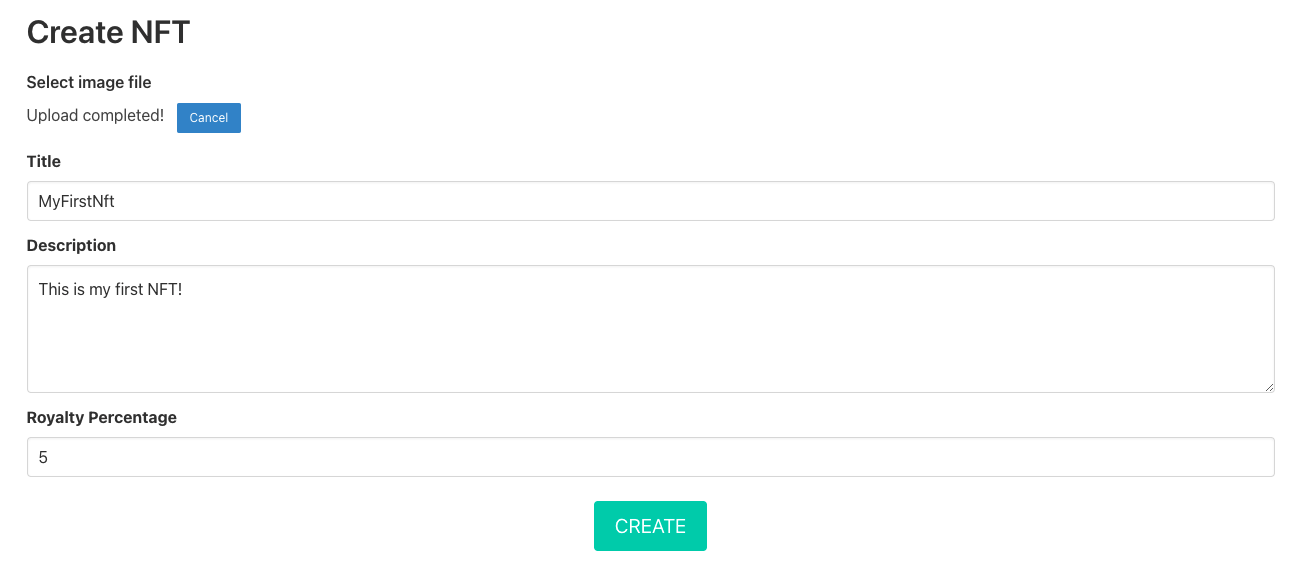 Create NFT
Select image file
Upload completed! Cancel
Title
MyFirstNft
Description
This is my first NFT!
Royalty Percentage
5
CREATE